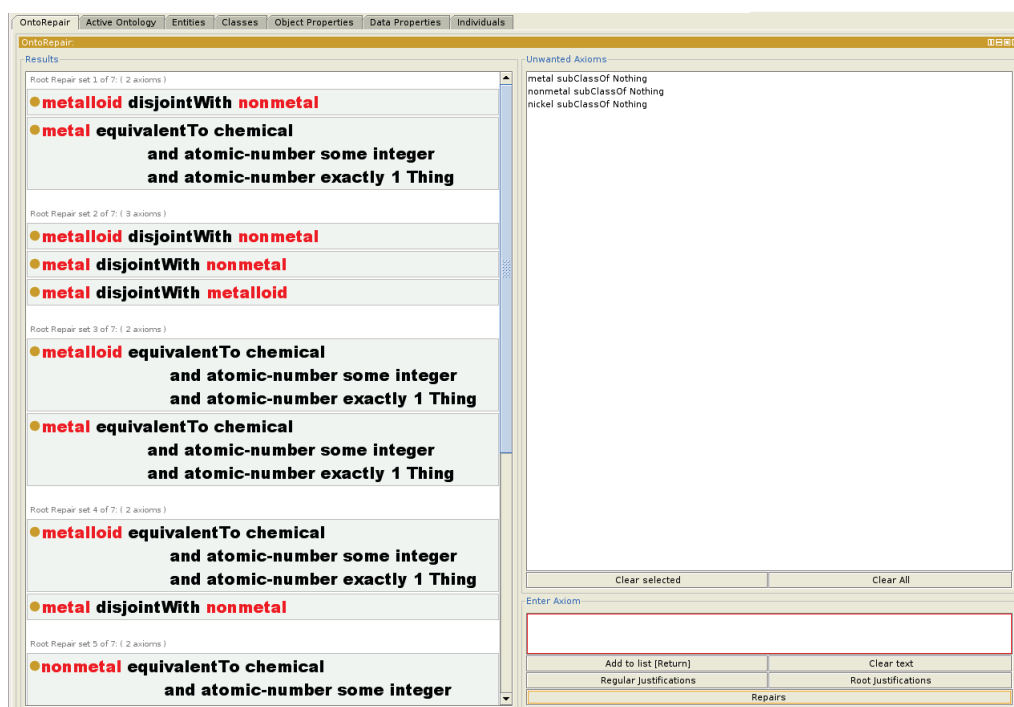 OntoRepair Active Ontology Entities Classes Object Properties Data Properties Individuals
OntoRepair:
Results
Root Repair set 1 of 7: ( 2 axioms )
metalloid disjointWith nonmetal
metal equivalentTo chemical
and atomic-number some integer
and atomic-number exactly 1 Thing
Root Repair set 2 of 7: ( 3 axioms )
metalloid disjointWith nonmetal
metal disjointWith nonmetal
metal disjointWith metalloid
Root Repair set 3 of 7: ( 2 axioms )
metalloid equivalentTo chemical
and atomic-number some integer
and atomic-number exactly 1 Thing
metal equivalentTo chemical
and atomic-number some integer
and atomic-number exactly 1 Thing
Root Repair set 4 of 7: ( 2 axioms )
metalloid equivalentTo chemical
and atomic-number some integer
and atomic-number exactly 1 Thing
metal disjointWith nonmetal
Root Repair set 5 of 7: ( 2 axioms )
nonmetal equivalentTo chemical
and atomic-number some integer
Unwanted Axioms
metal subClassOf Nothing
nonmetal subClassOf Nothing
nickel subClassOf Nothing
Clear selected Clear All
Enter Axiom
Add to list [Return] Clear text
Regular Justifications Root Justifications
Repairs